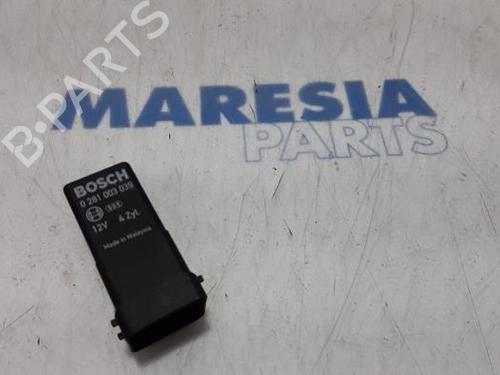 B-PARTS
MARESIA
PARTS
BOSCH
0 281 003 039
12V 4 Zyl.
Made in Malaysia